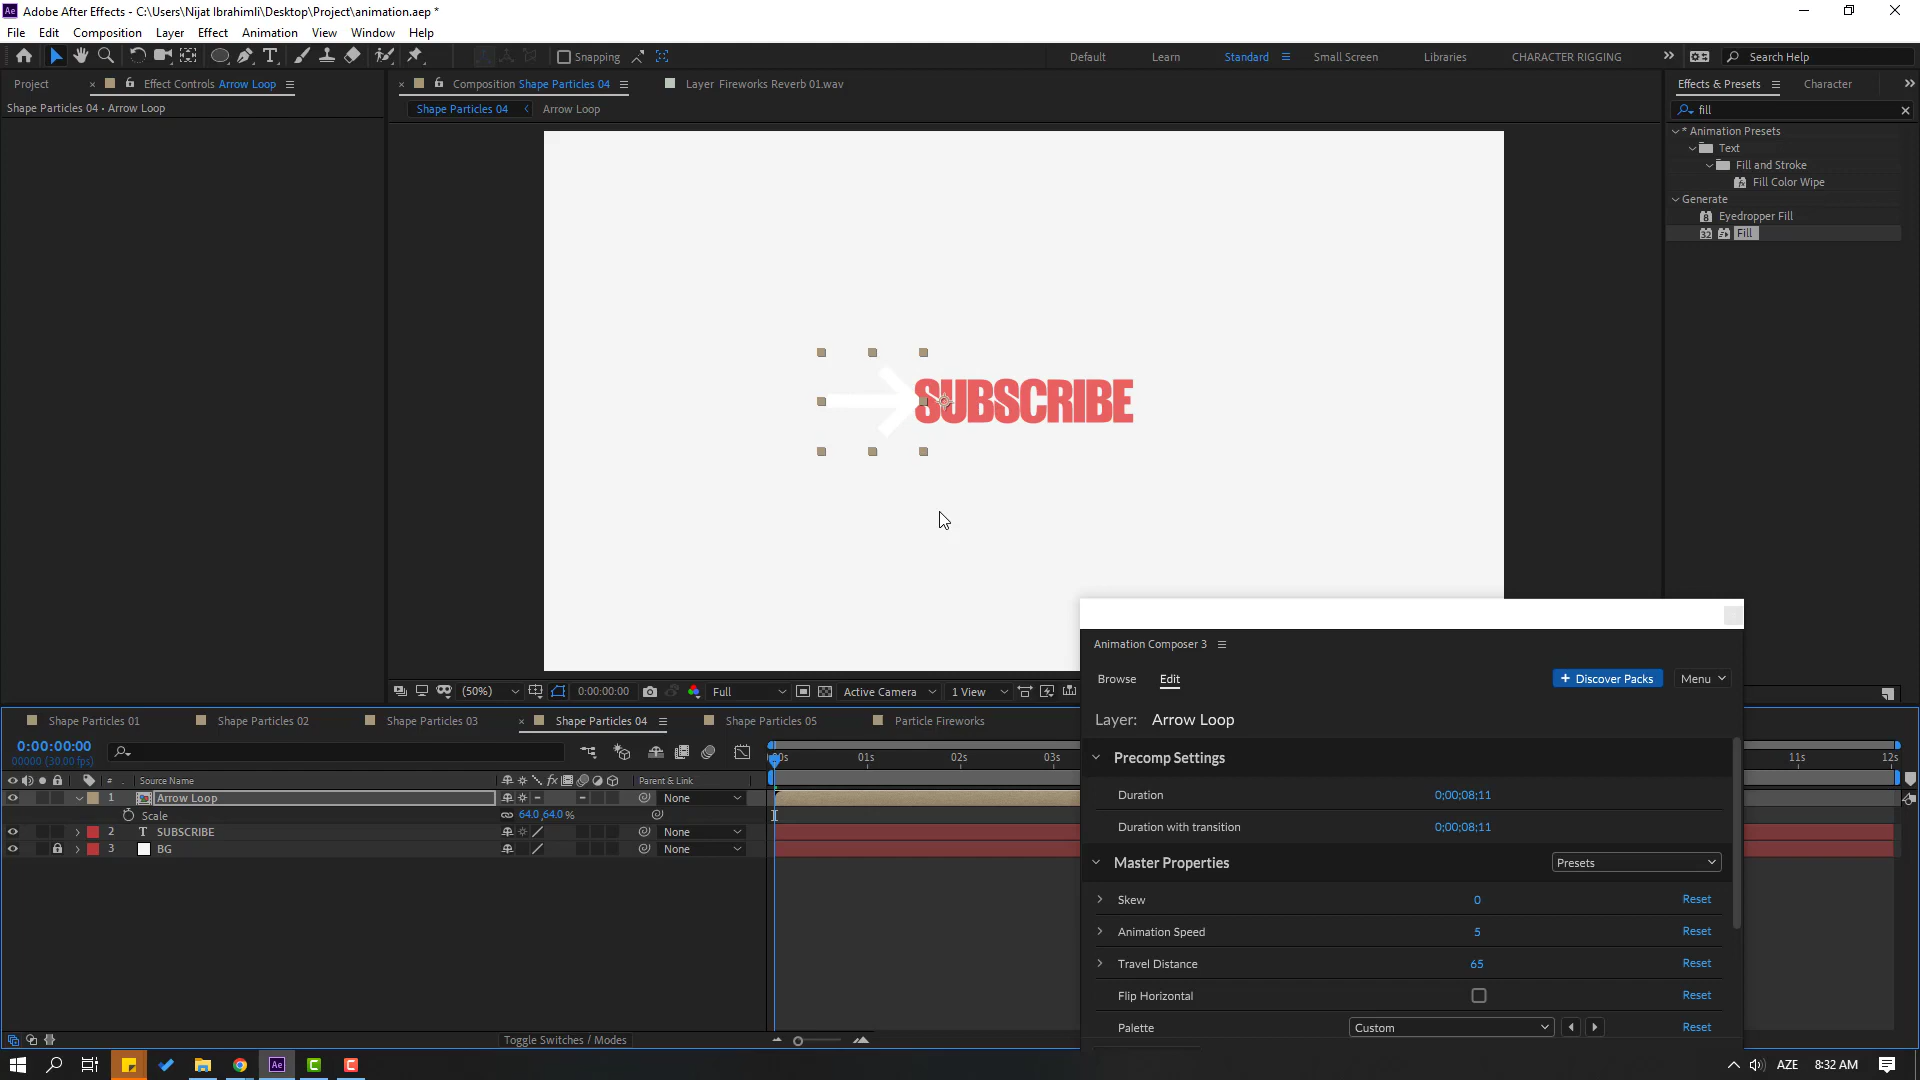 Adobe After Effects - C:\Users\Nijat Ibrahimli\Desktop\Project\animation.aep *
File Edit Composition Layer Effect Animation View Window Help
Snapping Default Learn Standard Small Screen Libraries CHARACTER RIGGING Search Help
Project Effect Controls Arrow Loop Composition Shape Particles 04 Layer Fireworks Reverb 01.wav Effects & Presets Character
Shape Particles 04 • Arrow Loop Shape Particles 04 Arrow Loop fill
* Animation Presets
Text
Fill and Stroke
Fill Color Wipe
Generate
Eyedropper Fill
Fill
SUBSCRIBE
(50%) 0:00:00:00 Full Active Camera 1 View
Animation Composer 3
Browse Edit + Discover Packs Menu
Layer: Arrow Loop
Precomp Settings
Duration 0;00;08;11
Duration with transition 0;00;08;11
Master Properties Presets
Skew 0 Reset
Animation Speed 5 Reset
Travel Distance 65 Reset
Flip Horizontal Reset
Palette Custom Reset
Shape Particles 01 Shape Particles 02 Shape Particles 03 Shape Particles 04 Shape Particles 05 Particle Fireworks
0:00:00:00
00000 (30.00 fps)
01s 02s 03s 11s 12s
# Source Name Parent & Link
1 Arrow Loop None
Scale 64.0,64.0%
2 T SUBSCRIBE None
3 BG None
Toggle Switches / Modes
Ae AZE 8:32 AM